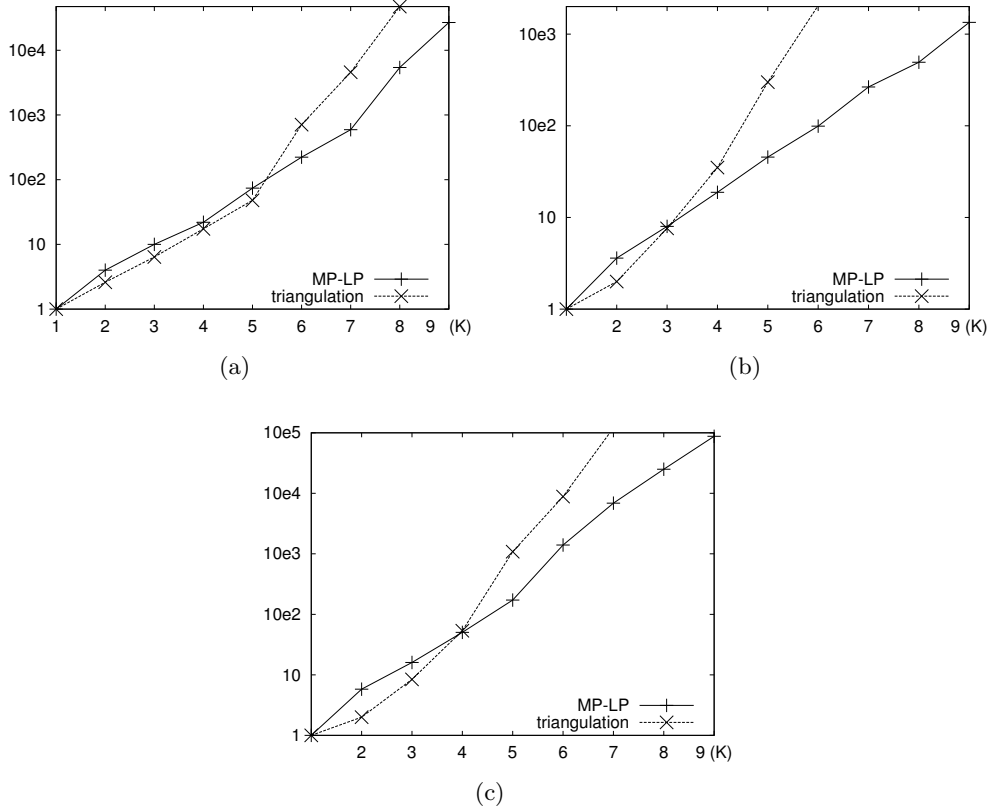 10e4
10e3
10e2
10
1
MP-LP
triangulation
1 2 3 4 5 6 7 8 9 (K)
(a)
10e3
10e2
10
1
MP-LP
triangulation
2 3 4 5 6 7 8 9 (K)
(b)
10e5
10e4
10e3
10e2
10
1
MP-LP
triangulation
2 3 4 5 6 7 8 9 (K)
(c)